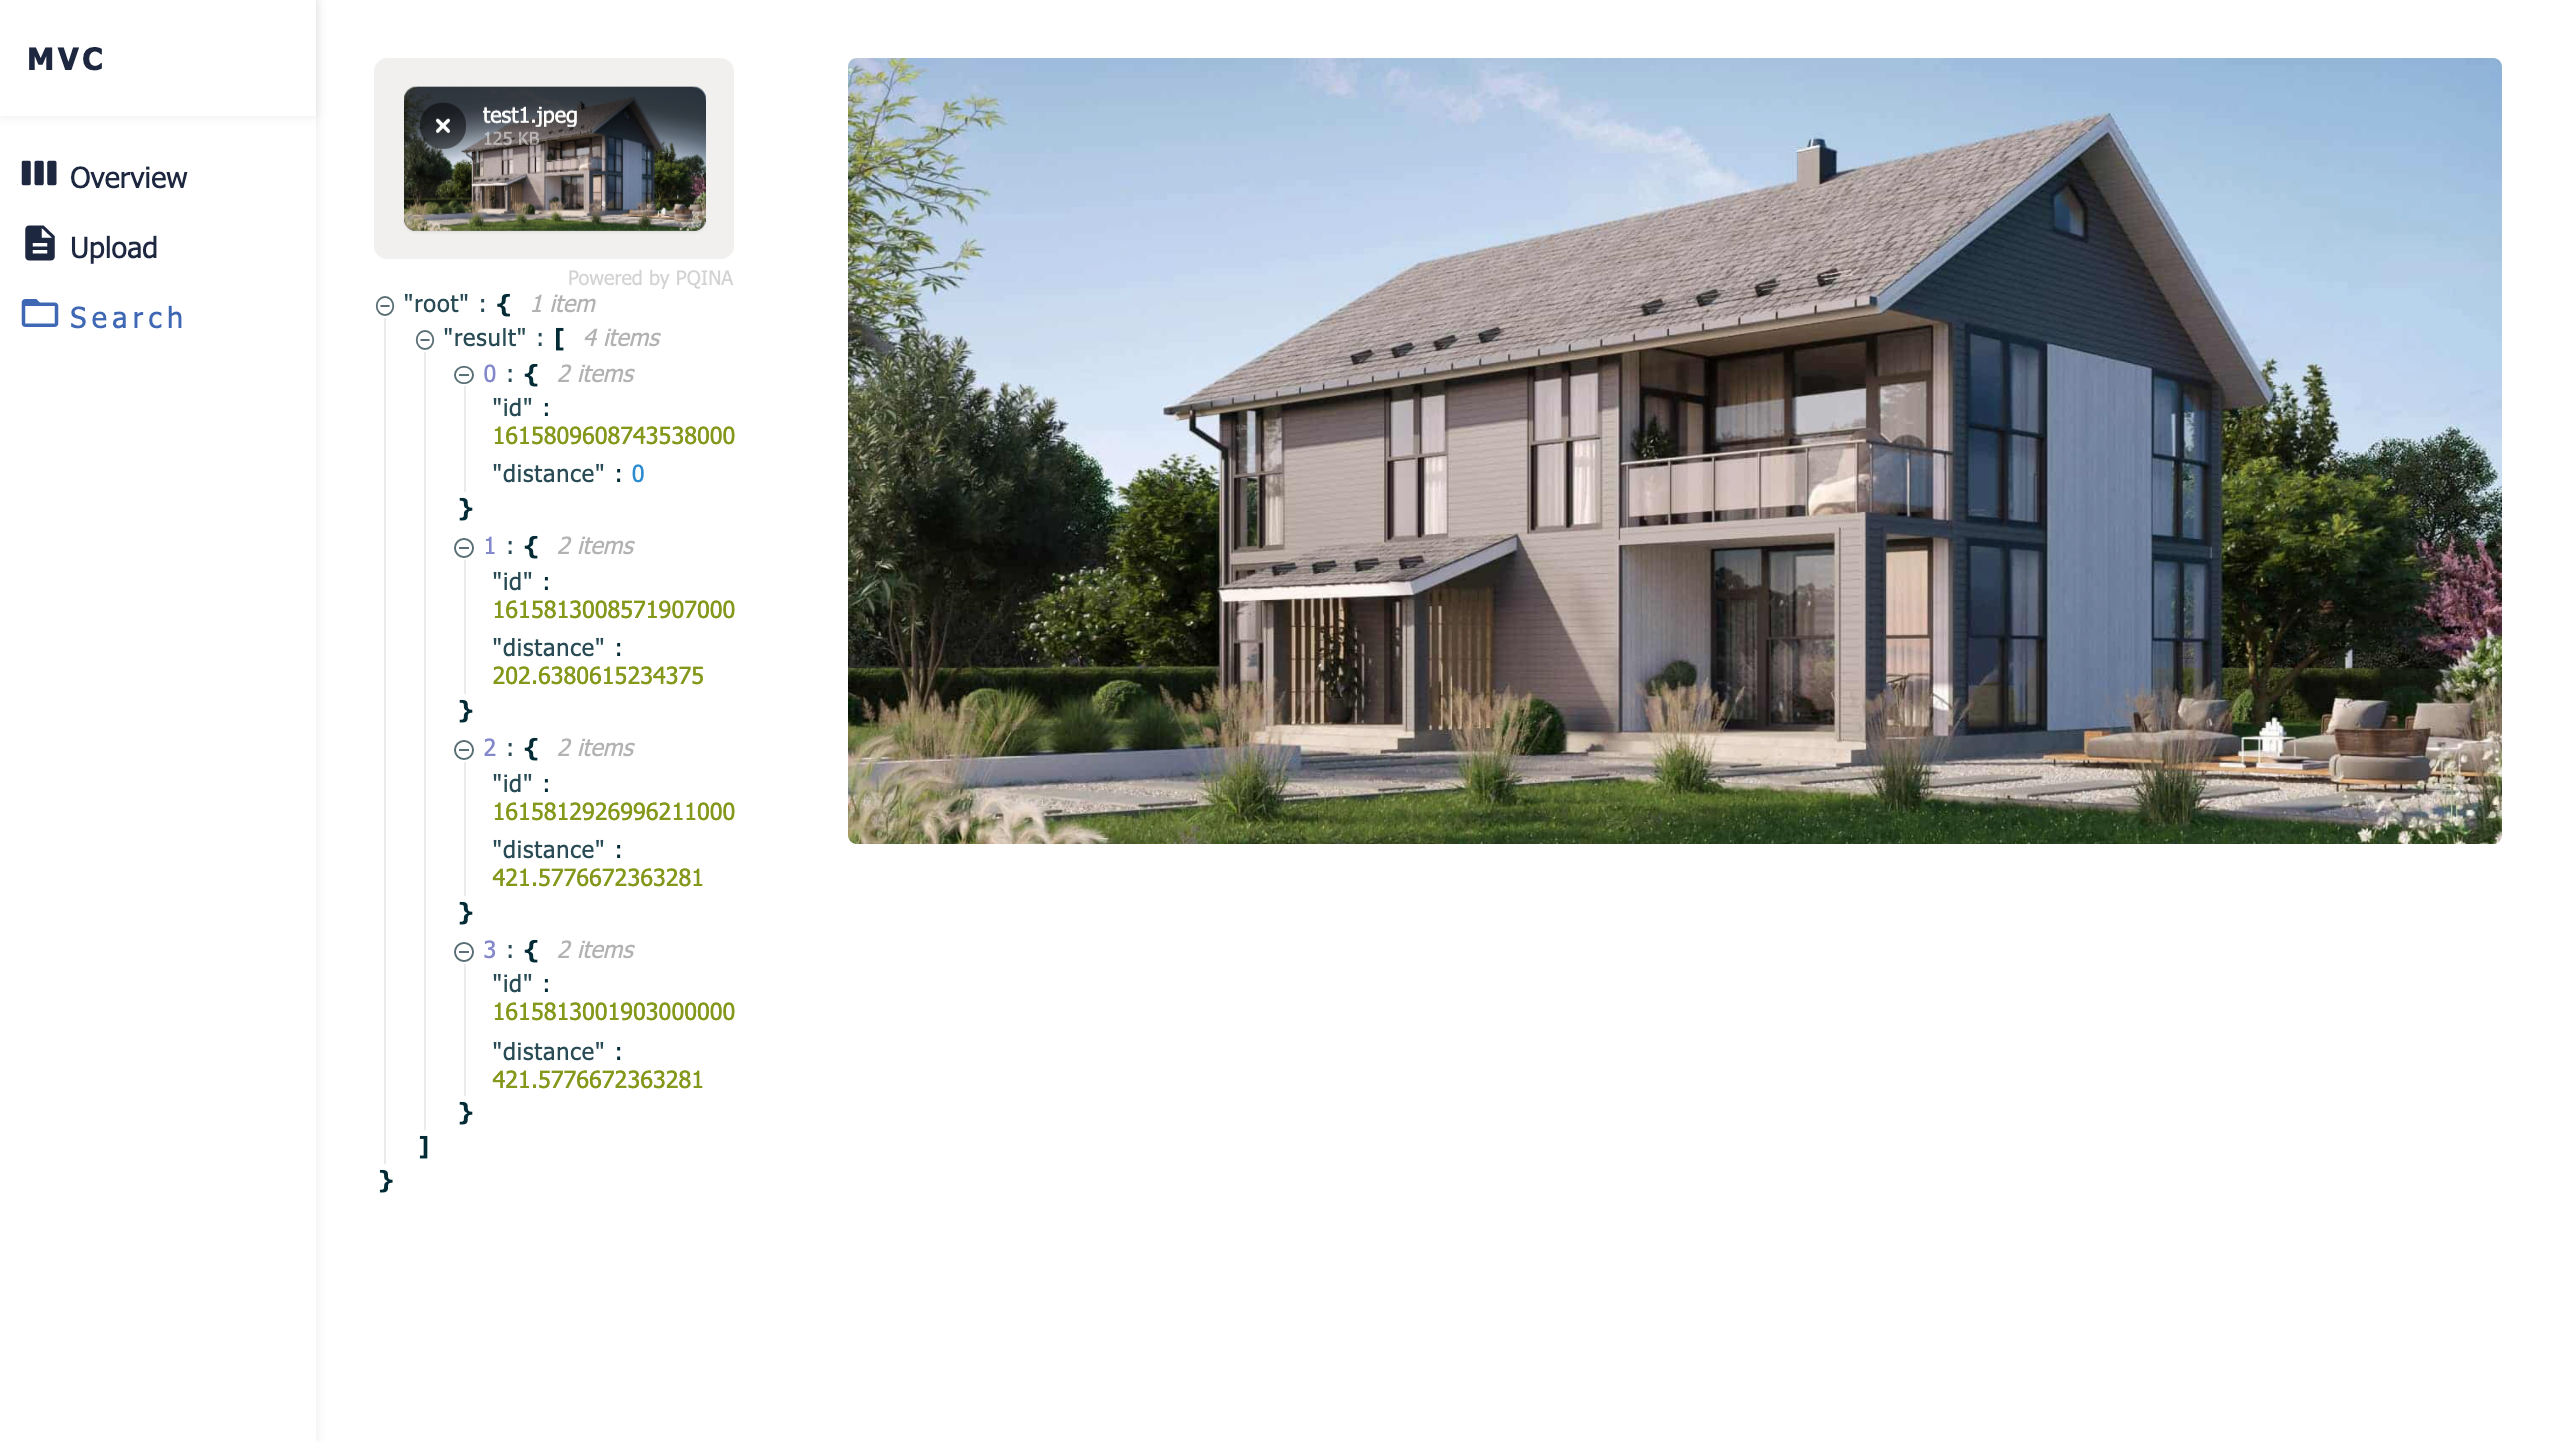 MVC
Overview
Upload
Search
test1.jpeg
125 KB
Powered by PQINA
"root" : { 1 item
"result" : [ 4 items
0 : { 2 items
"id" :
1615809608743538000
"distance" : 0
}
1 : { 2 items
"id" :
1615813008571907000
"distance" :
202.6380615234375
}
2 : { 2 items
"id" :
1615812926996211000
"distance" :
421.5776672363281
}
3 : { 2 items
"id" :
1615813001903000000
"distance" :
421.5776672363281
}
]
}